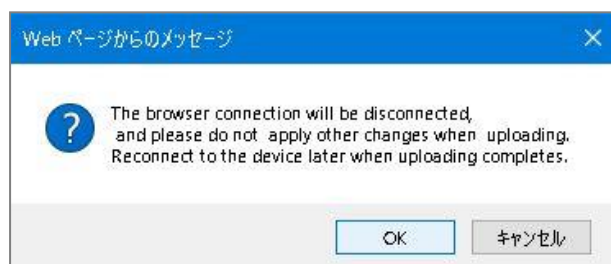 Web ページからのメッセージ
The browser connection will be disconnected,
and please do not apply other changes when uploading.
Reconnect to the device later when uploading completes.
OK
キャンセル